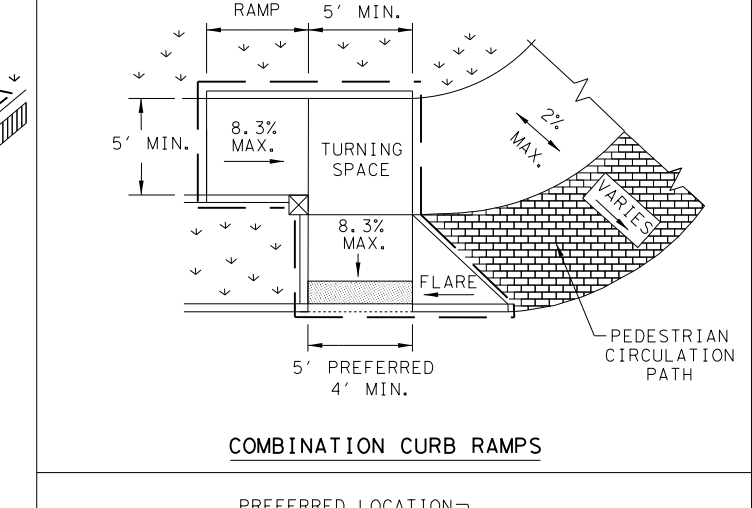 RAMP
5' MIN.
5' MIN.
8.3%
MAX.
TURNING
SPACE
2%
MAX.
VARIES
8.3%
MAX.
FLARE
5' PREFERRED
4' MIN.
PEDESTRIAN
CIRCULATION
PATH
COMBINATION CURB RAMPS
PREFERRED LOCATION